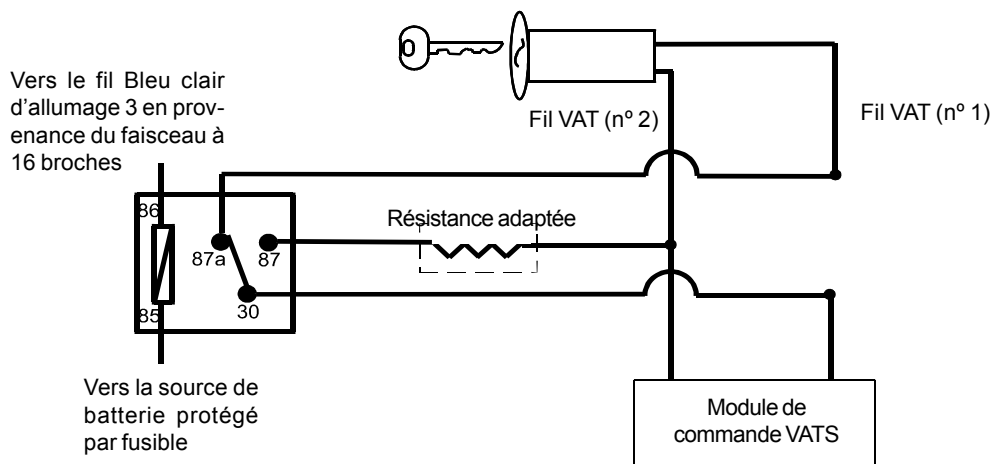 Vers le fil Bleu clair
d'allumage 3 en prov-
enance du faisceau à
16 broches
Fil VAT (nº 2)
Fil VAT (nº 1)
86
Résistance adaptée
87a
87
85
30
Vers la source de
batterie protégé
par fusible
Module de
commande VATS